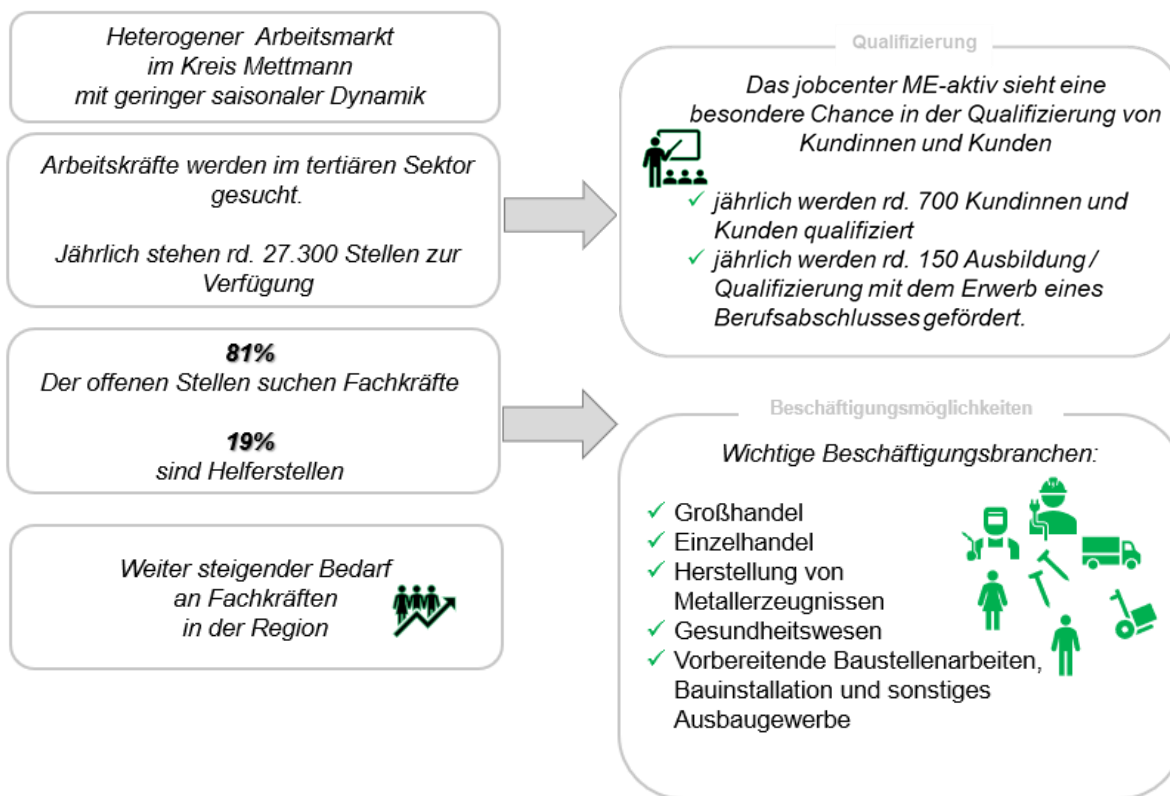 Heterogener Arbeitsmarkt
im Kreis Mettmann
mit geringer saisonaler Dynamik
Arbeitskräfte werden im tertiären Sektor
gesucht.
Jährlich stehen rd. 27.300 Stellen zur
Verfügung
81%
Der offenen Stellen suchen Fachkräfte
19%
sind Helferstellen
Weiter steigender Bedarf
an Fachkräften
in der Region
Qualifizierung
Das jobcenter ME-aktiv sieht eine
besondere Chance in der Qualifizierung von
Kundinnen und Kunden
✓ jährlich werden rd. 700 Kundinnen und
Kunden qualifiziert
✓ jährlich werden rd. 150 Ausbildung /
Qualifizierung mit dem Erwerb eines
Berufsabschlusses gefördert.
Beschäftigungsmöglichkeiten
Wichtige Beschäftigungsbranchen:
✓ Großhandel
✓ Einzelhandel
✓ Herstellung von
Metallerzeugnissen
✓ Gesundheitswesen
✓ Vorbereitende Baustellenarbeiten,
Bauinstallation und sonstiges
Ausbaugewerbe